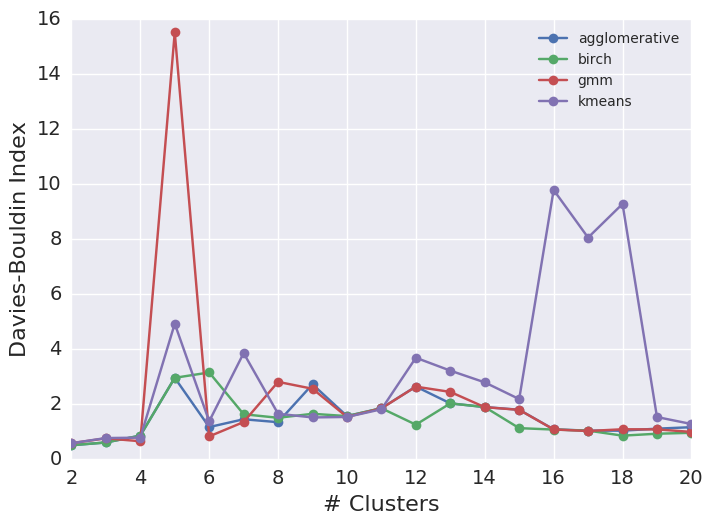 16
14
12
10
8
6
4
2
0
Davies-Bouldin Index
agglomerative
birch
gmm
kmeans
2 4 6 8 10 12 14 16 18 20
# Clusters